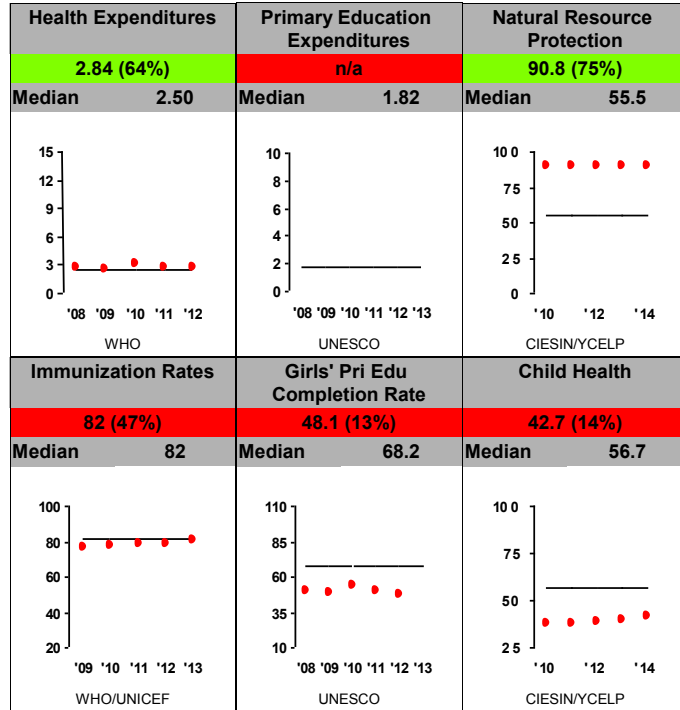 Health Expenditures
2.84 (64%)
Median 2.50
15
12
9
6
3
0
'08 '09 '10 '11 '12
WHO
Primary Education
Expenditures
n/a
Median 1.82
10
8
6
4
2
0
'08 '09 '10 '11 '12 '13
UNESCO
Natural Resource
Protection
90.8 (75%)
Median 55.5
100
75
50
25
0
'10 '12 '14
CIESIN/YCELP
Immunization Rates
82 (47%)
Median 82
100
80
60
40
20
'09 '10 '11 '12 '13
WHO/UNICEF
Girls' Pri Edu
Completion Rate
48.1 (13%)
Median 68.2
110
85
60
35
10
'08 '09 '10 '11 '12 '13
UNESCO
Child Health
42.7 (14%)
Median 56.7
100
75
50
25
'10 '12 '14
CIESIN/YCELP